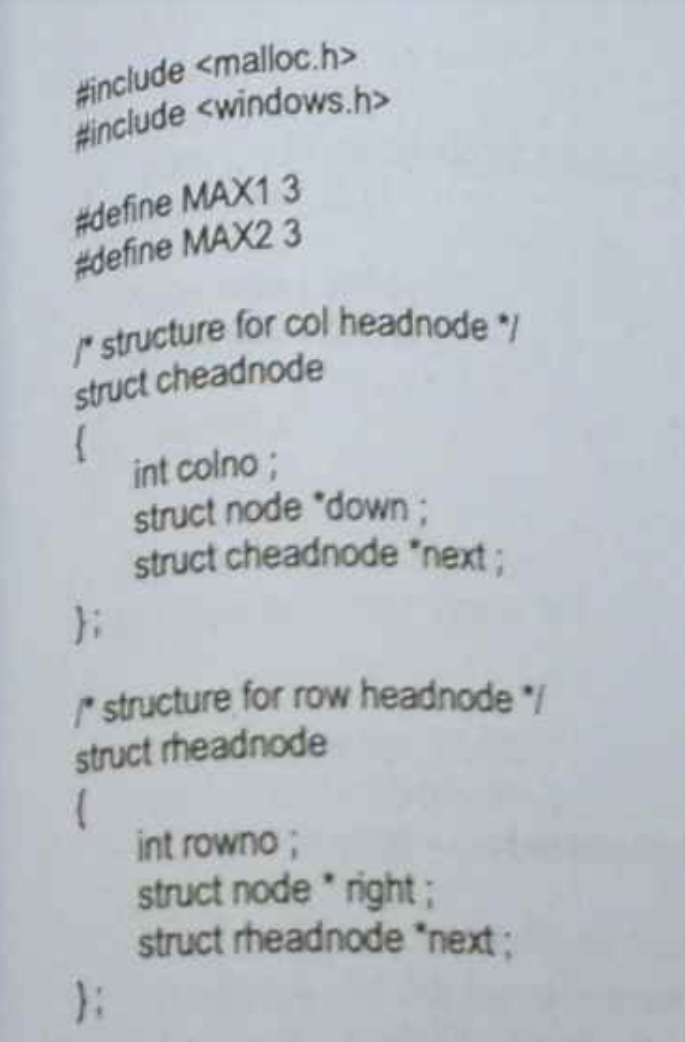 #include <malloc.h>
#include <windows.h>
#define MAX1 3
#define MAX2 3
/* structure for col headnode */
struct cheadnode
{
int colno ;
struct node *down ;
struct cheadnode *next ;
} ;
/* structure for row headnode */
struct rheadnode
{
int rowno ;
struct node * right ;
struct rheadnode *next ;
} ;